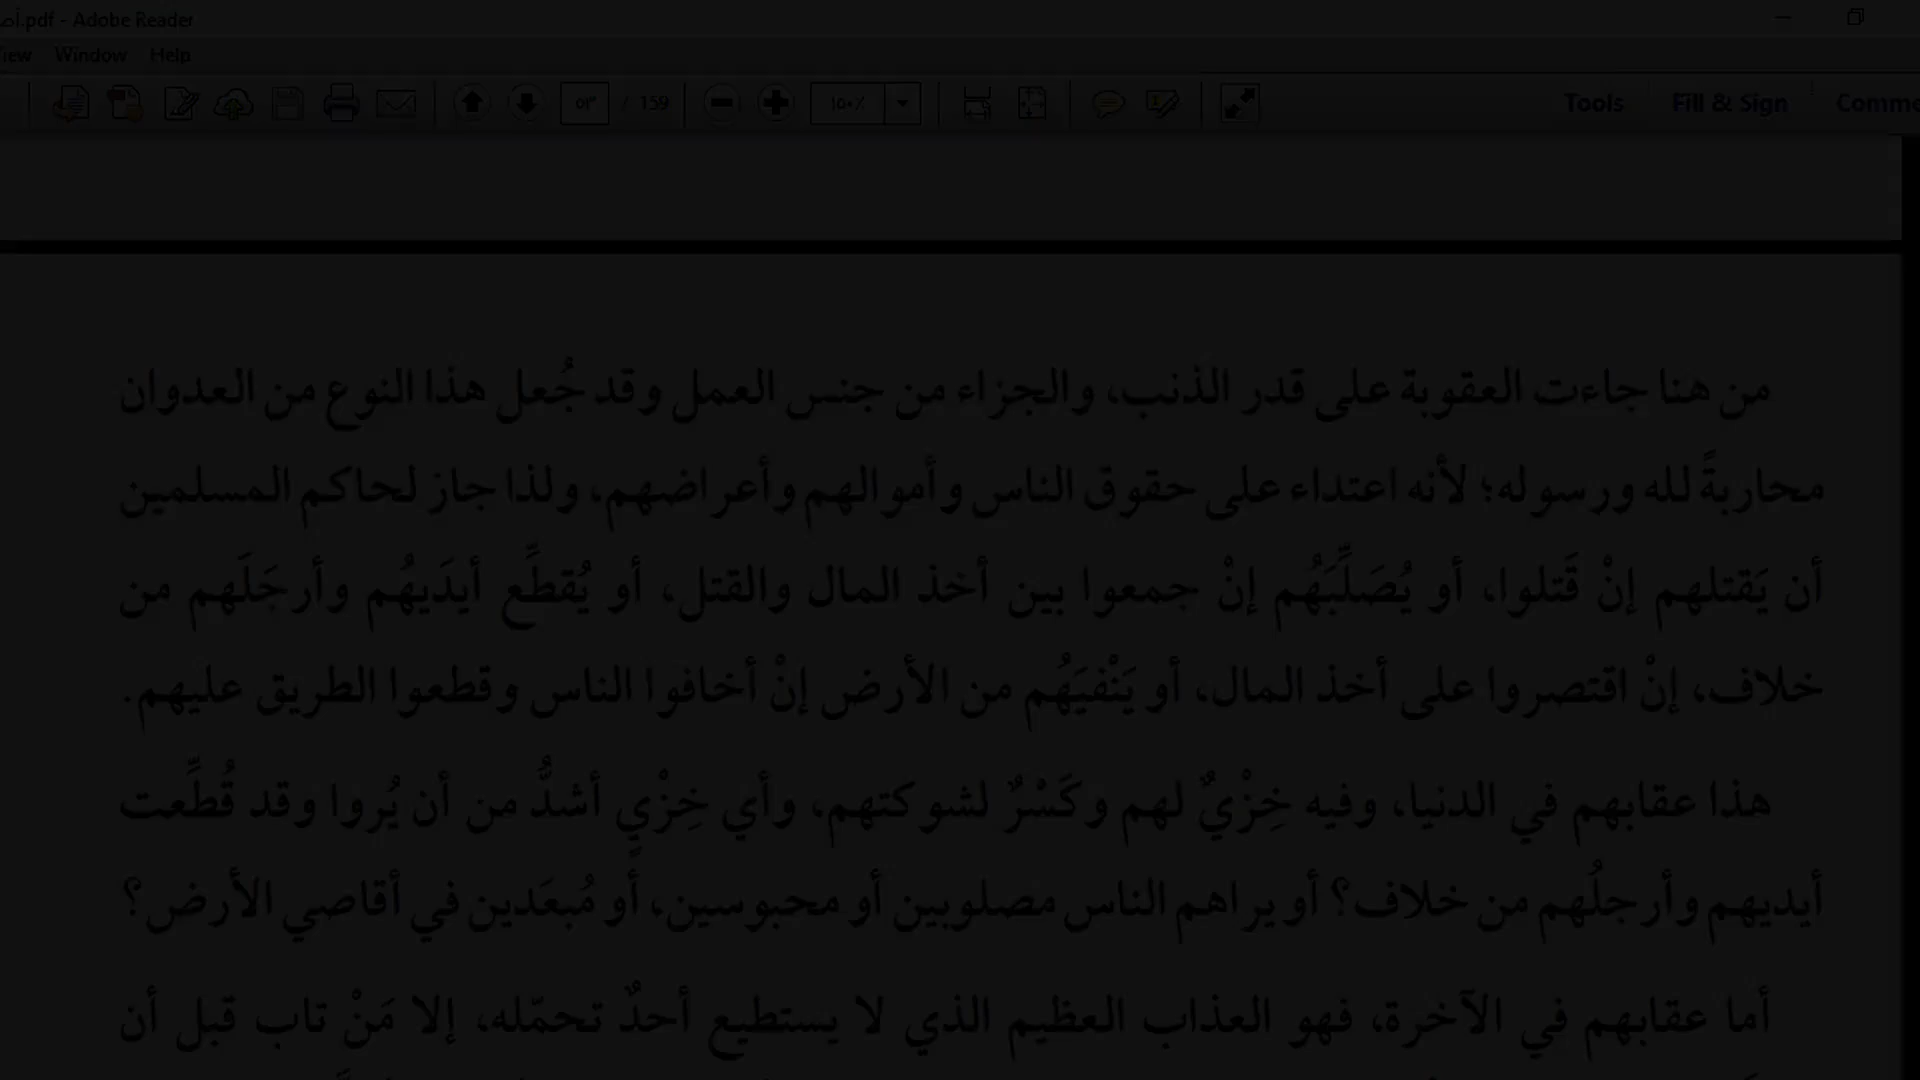 .pdf - Adobe Reader
Window Help
٥٣ / 159 ١٥٠٪ Tools Fill & Sign
من هنا جاءت العقوبة على قدر الذنب، والجزاء من جنس العمل وقد جُعل هذا النوع من العدوان
محاربةً لله ورسوله؛ لأنه اعتداء على حقوق الناس وأموالهم وأعراضهم، ولذا جاز لحاكم المسلمين
أن يَقتلهم إنْ قَتلوا، أو يُصَلِّبَهُم إنْ جمعوا بين أخذ المال والقتل، أو يُقطِّع أيدَيهُم وأرجَلَهم من
خلاف، إنْ اقتصروا على أخذ المال، أو يَنْفيَهُم من الأرض إنْ أخافوا الناس وقطعوا الطريق عليهم.
هذا عقابهم في الدنيا، وفيه خِزْيٌ لهم وكَسْرٌ لشوكتهم، وأي خِزْيٍ أشدُّ من أن يُروا وقد قُطِّعت
أيديهم وأرجلُهم من خلاف؟ أو يراهم الناس مصلوبين أو محبوسين، أو مُبعَدين في أقاصي الأرض؟
أما عقابهم في الآخرة، فهو العذاب العظيم الذي لا يستطيع أحدٌ تحمّله، إلا مَنْ تاب قبل أن